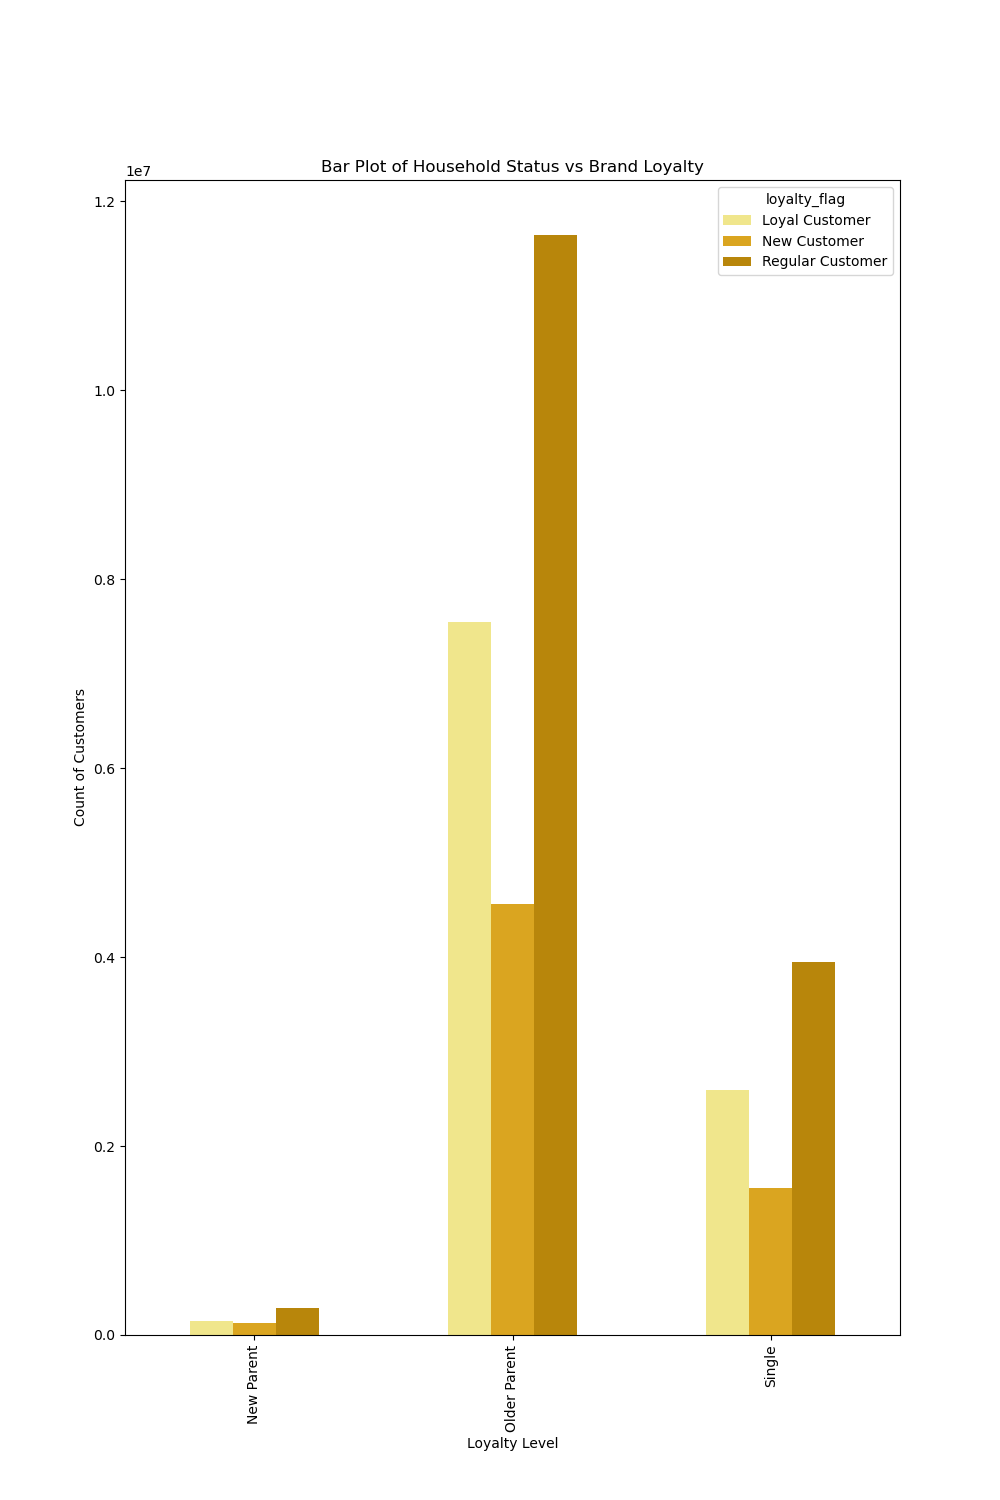 Bar Plot of Household Status vs Brand Loyalty
1e7
loyalty_flag
Loyal Customer
New Customer
Regular Customer
1.2
1.0
0.8
0.6
0.4
0.2
0.0
Count of Customers
New Parent
Older Parent
Single
Loyalty Level